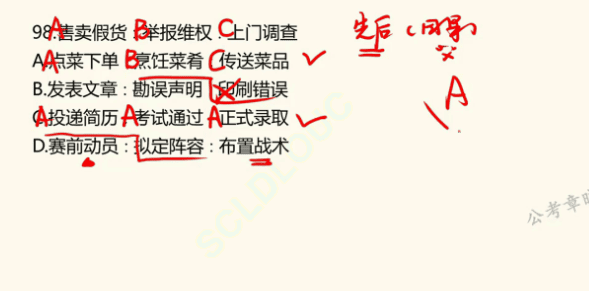 98.售卖假货：举报维权：上门调查
A B C
先后（因果）
A.点菜下单：烹饪菜肴：传送菜品
A B C
B.发表文章：勘误声明：印刷错误
A
C.投递简历：考试通过：正式录取
A A A
D.赛前动员：拟定阵容：布置战术
公考章
SCLDLOOC